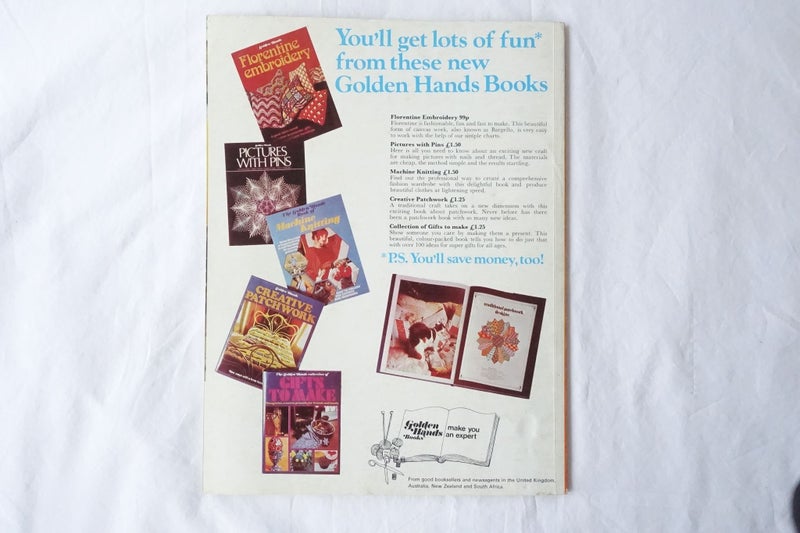 You'll get lots of fun*
from these new
Golden Hands Books
Florentine
embroidery
PICTURES
WITH PINS
Machine
Knitting
CREATIVE
PATCHWORK
The Golden Hands collection of
GIFTS
TO MAKE
Florentine Embroidery 99p
Florentine is fashionable, fun and fast to make. This beautiful
form of canvas work, also known as Bargello, is very easy
to work with the help of our simple charts.
Pictures with Pins £1.50
Here is all you need to know about an exciting new craft
for making pictures with nails and thread. The materials
are cheap, the method simple and the results startling.
Machine Knitting £1.50
Find out the professional way to create a comprehensive
fashion wardrobe with this delightful book and produce
beautiful clothes at lightening speed.
Creative Patchwork £1.25
A traditional craft takes on a new dimension with this
exciting book about patchwork. Never before has there
been a patchwork book with so many new ideas.
Collection of Gifts to make £1.25
Show someone you care by making them a present. This
beautiful, colour-packed book tells you how to do just that
with over 100 ideas for super gifts for all ages.
*P.S. You'll save money, too!
traditional patchwork
designs
Golden
Hands
Books
make you
an expert
From good booksellers and newsagents in the United Kingdom,
Australia, New Zealand and South Africa.